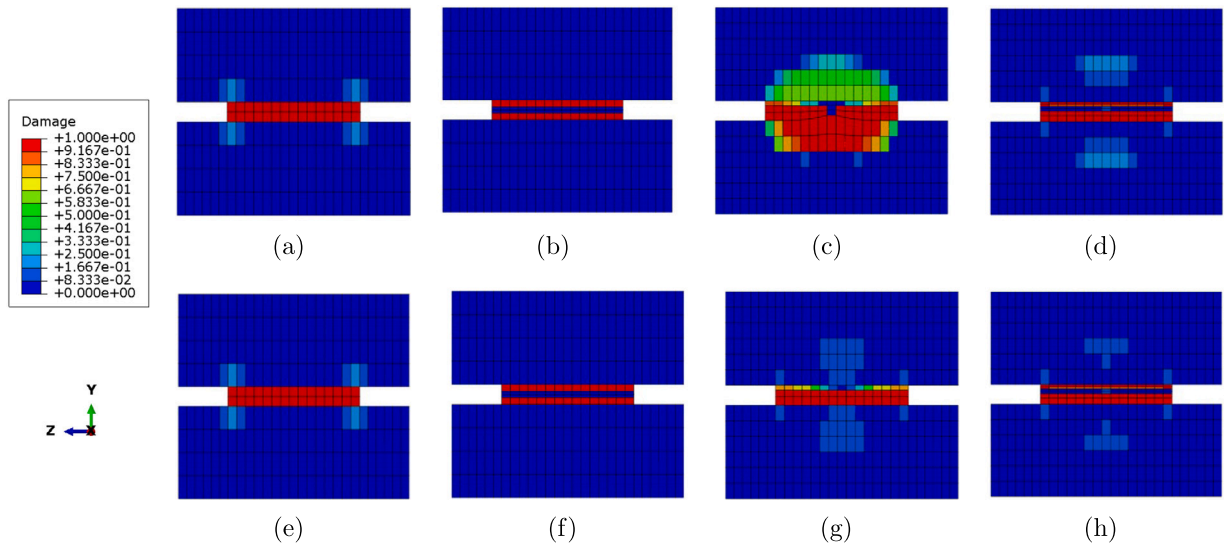 Damage
+1.000e+00
+9.167e-01
+8.333e-01
+7.500e-01
+6.667e-01
+5.833e-01
+5.000e-01
+4.167e-01
+3.333e-01
+2.500e-01
+1.667e-01
+8.333e-02
+0.000e+00
(a) (b) (c) (d)
Y
Z X
(e) (f) (g) (h)